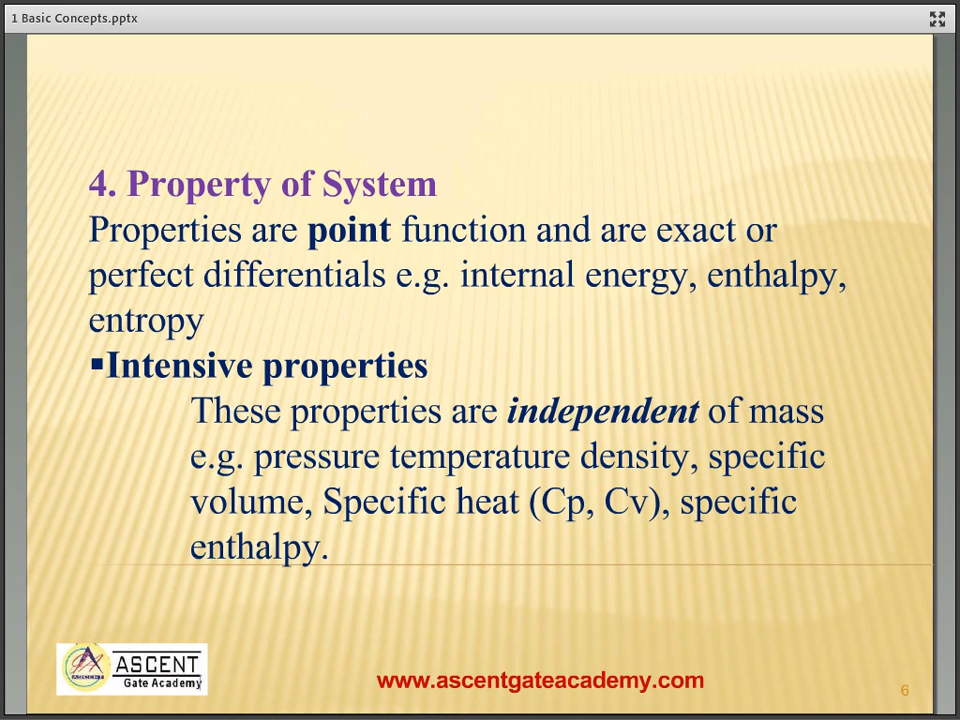 1 Basic Concepts.pptx
4. Property of System
Properties are point function and are exact or
perfect differentials e.g. internal energy, enthalpy,
entropy
▪Intensive properties
These properties are independent of mass
e.g. pressure temperature density, specific
volume, Specific heat (Cp, Cv), specific
enthalpy.
ASCENT
Gate Academy
www.ascentgateacademy.com
6